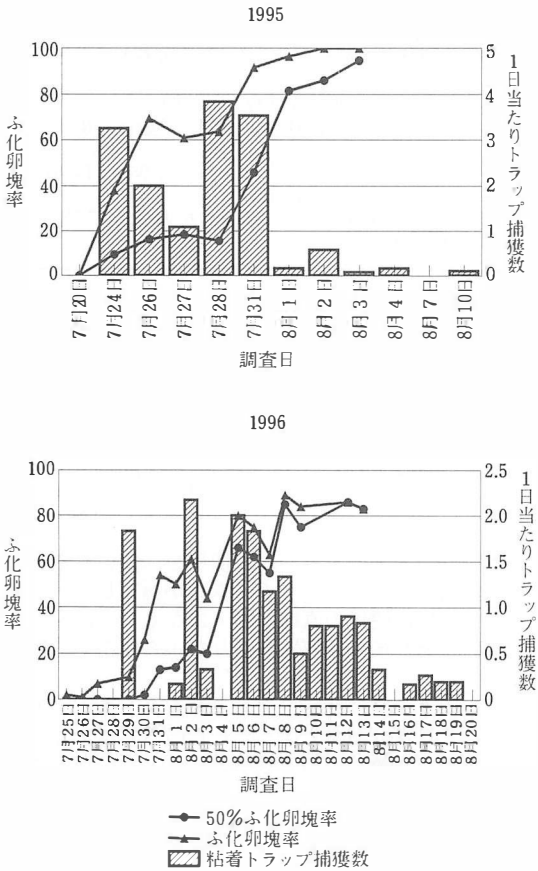 1995
ふ化卵塊率
100
80
60
40
20
0
5
4
3
2
1
0
1日当たりトラップ捕獲数
7月20日
7月24日
7月26日
7月27日
7月28日
7月31日
8月1日
8月2日
8月3日
8月4日
8月7日
8月10日
調査日
1996
ふ化卵塊率
100
80
60
40
20
0
2.5
2.0
1.5
1.0
0.5
0
1日当たりトラップ捕獲数
7月25日
7月26日
7月27日
7月28日
7月29日
7月30日
7月31日
8月1日
8月2日
8月3日
8月4日
8月5日
8月6日
8月7日
8月8日
8月9日
8月10日
8月11日
8月12日
8月13日
8月14日
8月15日
8月16日
8月17日
8月18日
8月19日
8月20日
調査日
50%ふ化卵塊率
ふ化卵塊率
粘着トラップ捕獲数